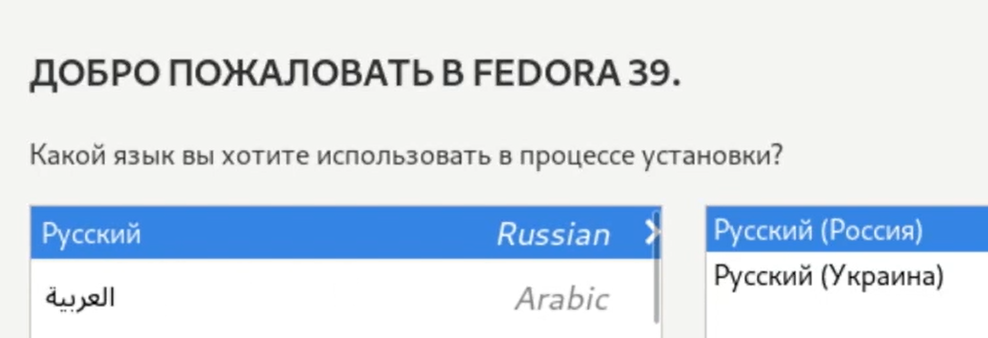 ДОБРО ПОЖАЛОВАТЬ В FEDORA 39.
Какой язык вы хотите использовать в процессе установки?
Русский Russian
العربية Arabic
Русский (Россия)
Русский (Украина)